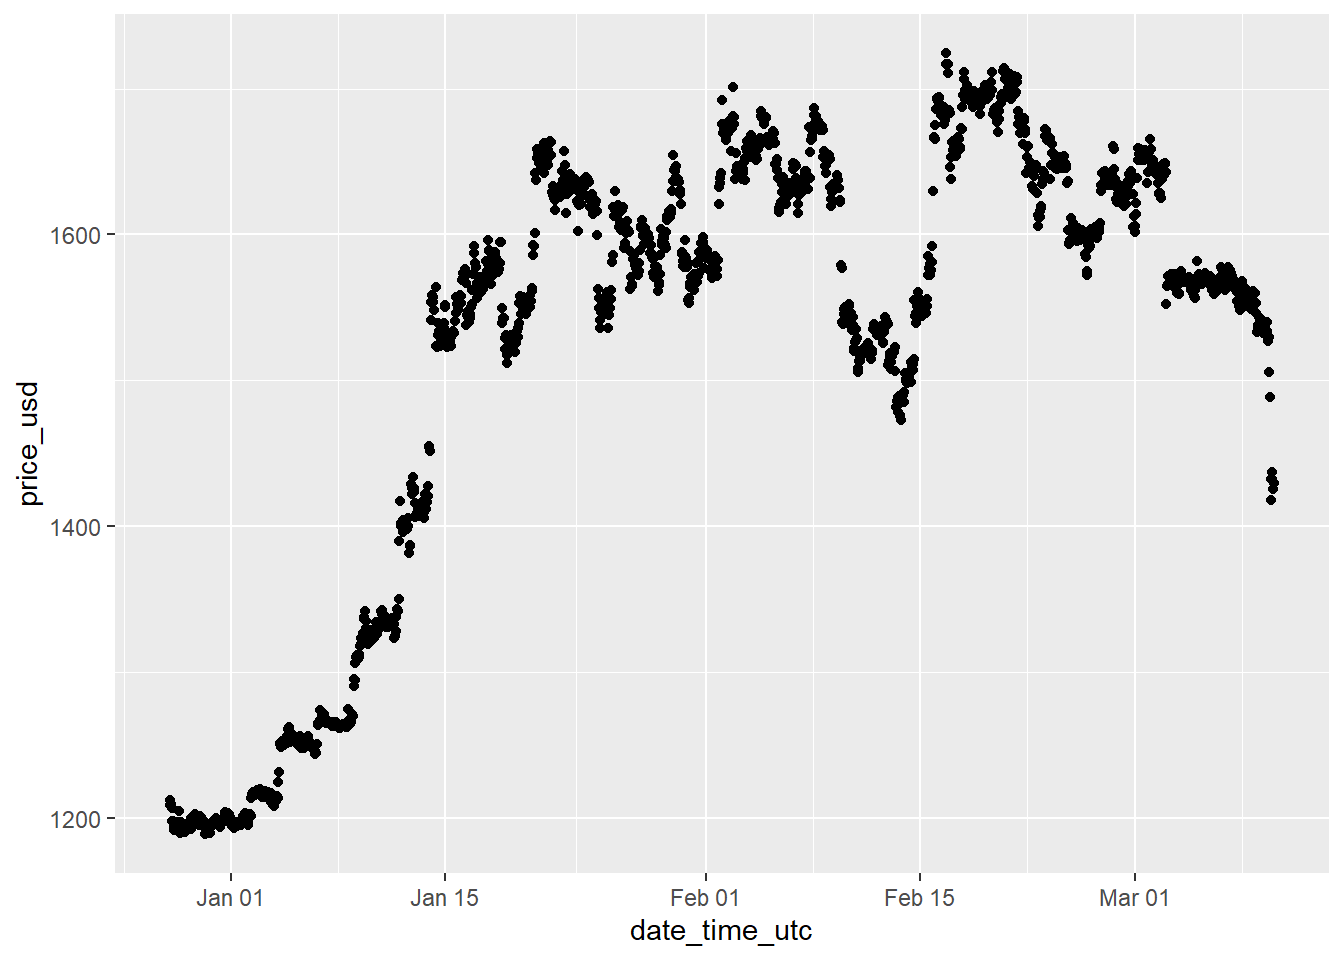 price_usd
1600
1400
1200
Jan 01
Jan 15
Feb 01
Feb 15
Mar 01
date_time_utc